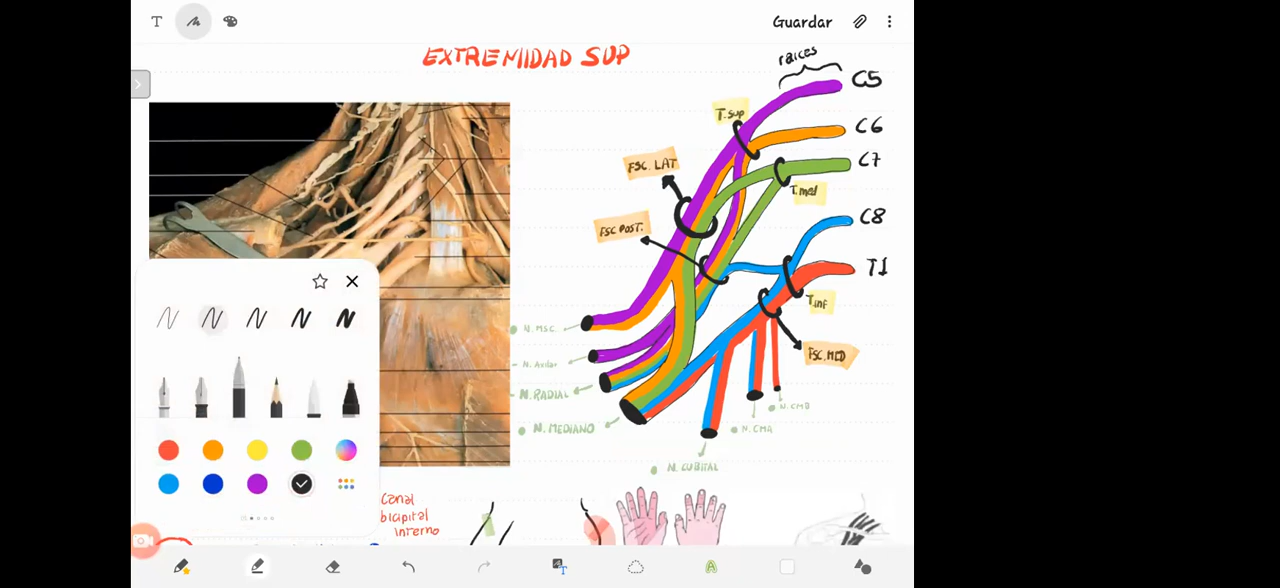 T
Guardar
EXTREMIDAD SUP
raices
C5
T.sup
C6
FSC. LAT
C7
T.med
FSC POST.
C8
T1
T.inf
N. MSC.
FSC. MED
N. Axilar
N. RADIAL
N. CMB
N. MEDIANO
N. CMA
N. CUBITAL
Canal
bicipital
interno
T
A